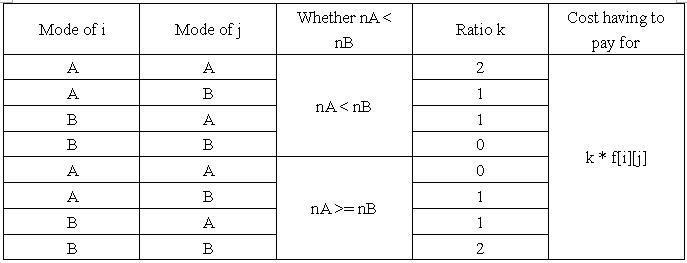 Mode of i Mode of j Whether nA < nB Ratio k Cost having to pay for
A A nA < nB 2 k * f[i][j]
A B 1
B A 1
B B 0
A A nA >= nB 0
A B 1
B A 1
B B 2